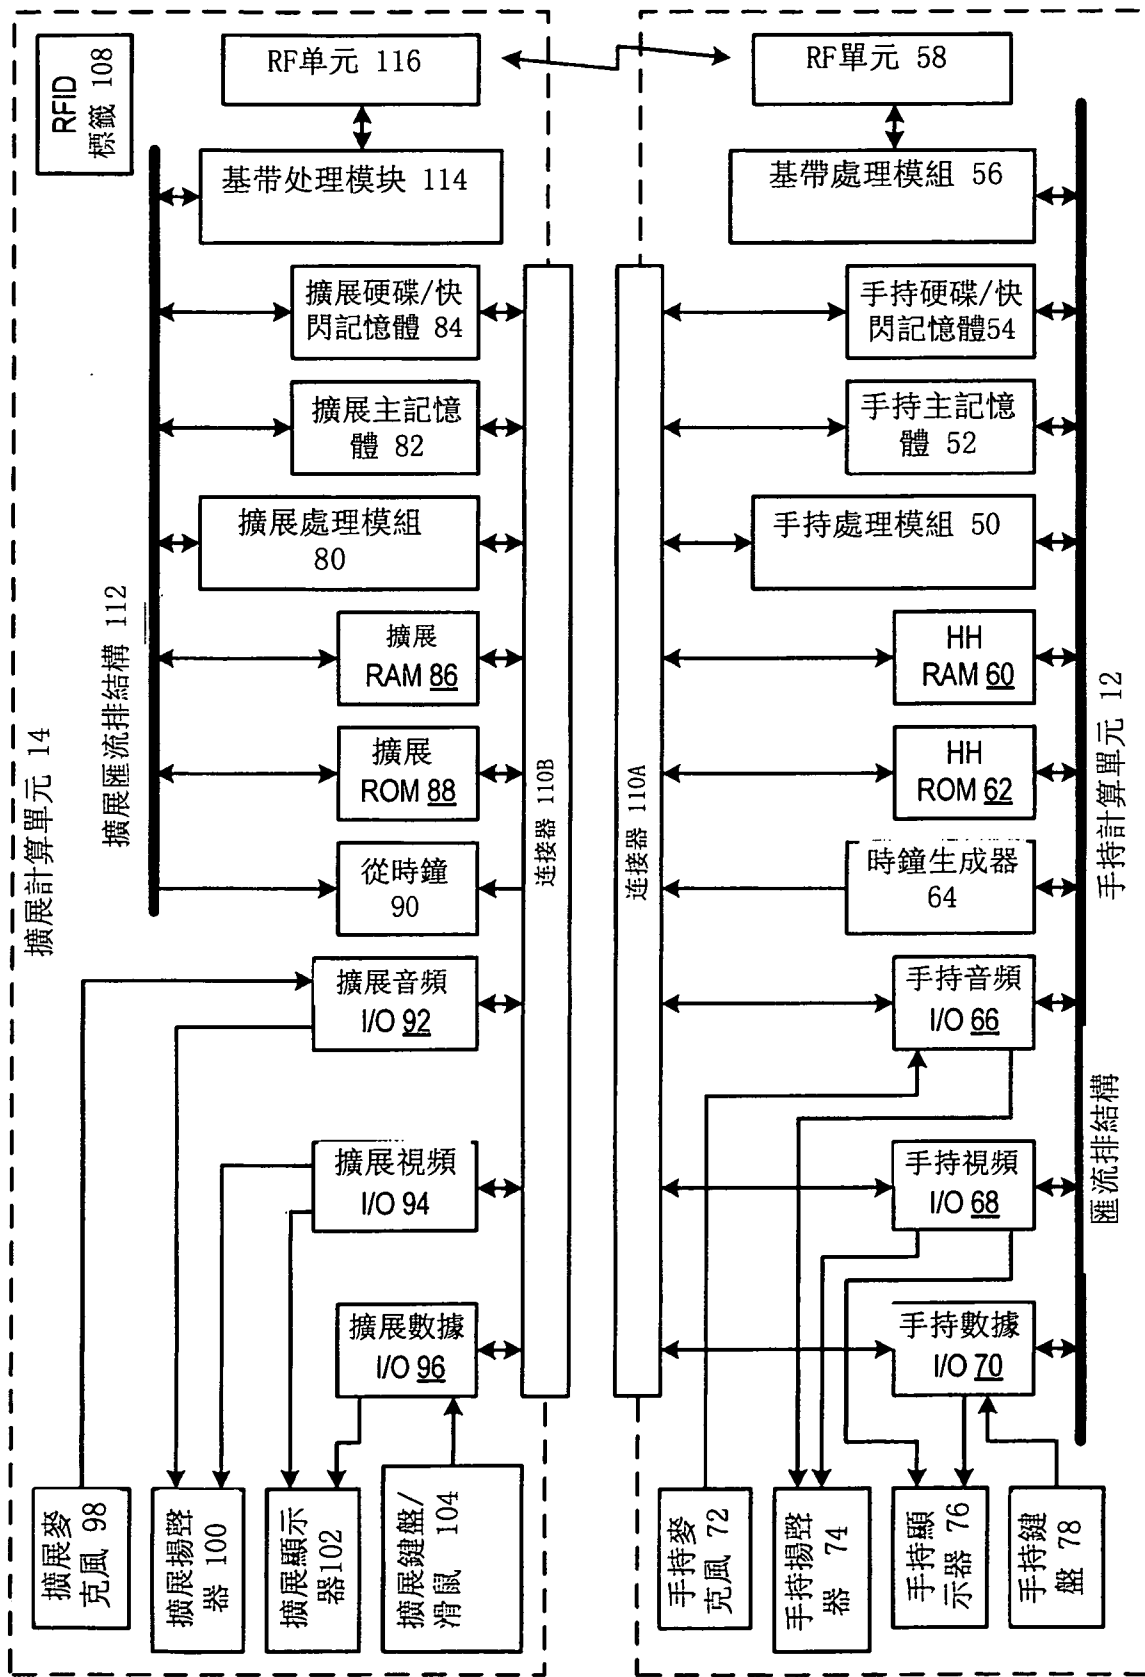 RFID
標籤 108
RF单元 116
基带处理模块 114
擴展硬碟/快
閃記憶體 84
擴展主記憶
體 82
擴展處理模組
80
擴展
RAM 86
擴展
ROM 88
從時鐘
90
擴展音頻
I/O 92
擴展視頻
I/O 94
擴展數據
I/O 96
擴展麥
克風 98
擴展揚聲
器 100
擴展顯示
器102
擴展鍵盤/
滑鼠 104
擴展計算單元 14
擴展匯流排結構 112
连接器 110B
连接器 110A
RF單元 58
基帶處理模組 56
手持硬碟/快
閃記憶體54
手持主記憶
體 52
手持處理模組 50
HH
RAM 60
HH
ROM 62
時鐘生成器
64
手持音頻
I/O 66
手持視頻
I/O 68
手持數據
I/O 70
手持麥
克風 72
手持揚聲
器 74
手持顯
示器 76
手持鍵
盤 78
手持計算單元 12
匯流排結構